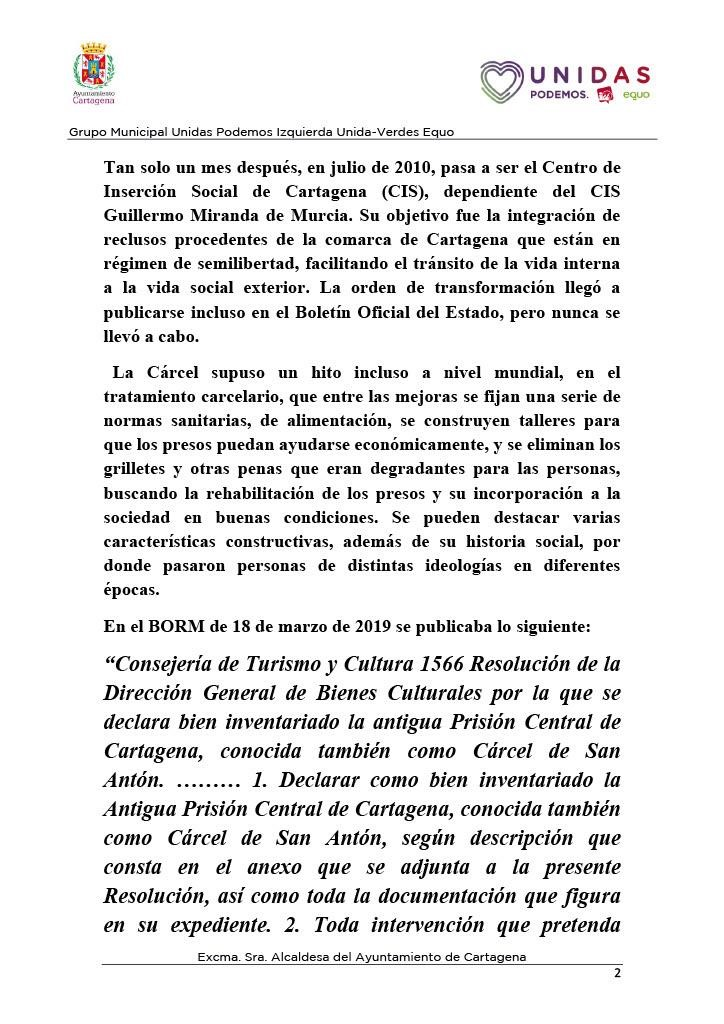 Ayuntamiento
Cartagena
UNIDAS
PODEMOS. equo
Grupo Municipal Unidas Podemos Izquierda Unida-Verdes Equo
Tan solo un mes después, en julio de 2010, pasa a ser el Centro de
Inserción Social de Cartagena (CIS), dependiente del CIS
Guillermo Miranda de Murcia. Su objetivo fue la integración de
reclusos procedentes de la comarca de Cartagena que están en
régimen de semilibertad, facilitando el tránsito de la vida interna
a la vida social exterior. La orden de transformación llegó a
publicarse incluso en el Boletín Oficial del Estado, pero nunca se
llevó a cabo.
La Cárcel supuso un hito incluso a nivel mundial, en el
tratamiento carcelario, que entre las mejoras se fijan una serie de
normas sanitarias, de alimentación, se construyen talleres para
que los presos puedan ayudarse económicamente, y se eliminan los
grilletes y otras penas que eran degradantes para las personas,
buscando la rehabilitación de los presos y su incorporación a la
sociedad en buenas condiciones. Se pueden destacar varias
características constructivas, además de su historia social, por
donde pasaron personas de distintas ideologías en diferentes
épocas.
En el BORM de 18 de marzo de 2019 se publicaba lo siguiente:
“Consejería de Turismo y Cultura 1566 Resolución de la
Dirección General de Bienes Culturales por la que se
declara bien inventariado la antigua Prisión Central de
Cartagena, conocida también como Cárcel de San
Antón. ……… 1. Declarar como bien inventariado la
Antigua Prisión Central de Cartagena, conocida también
como Cárcel de San Antón, según descripción que
consta en el anexo que se adjunta a la presente
Resolución, así como toda la documentación que figura
en su expediente. 2. Toda intervención que pretenda
Excma. Sra. Alcaldesa del Ayuntamiento de Cartagena
2